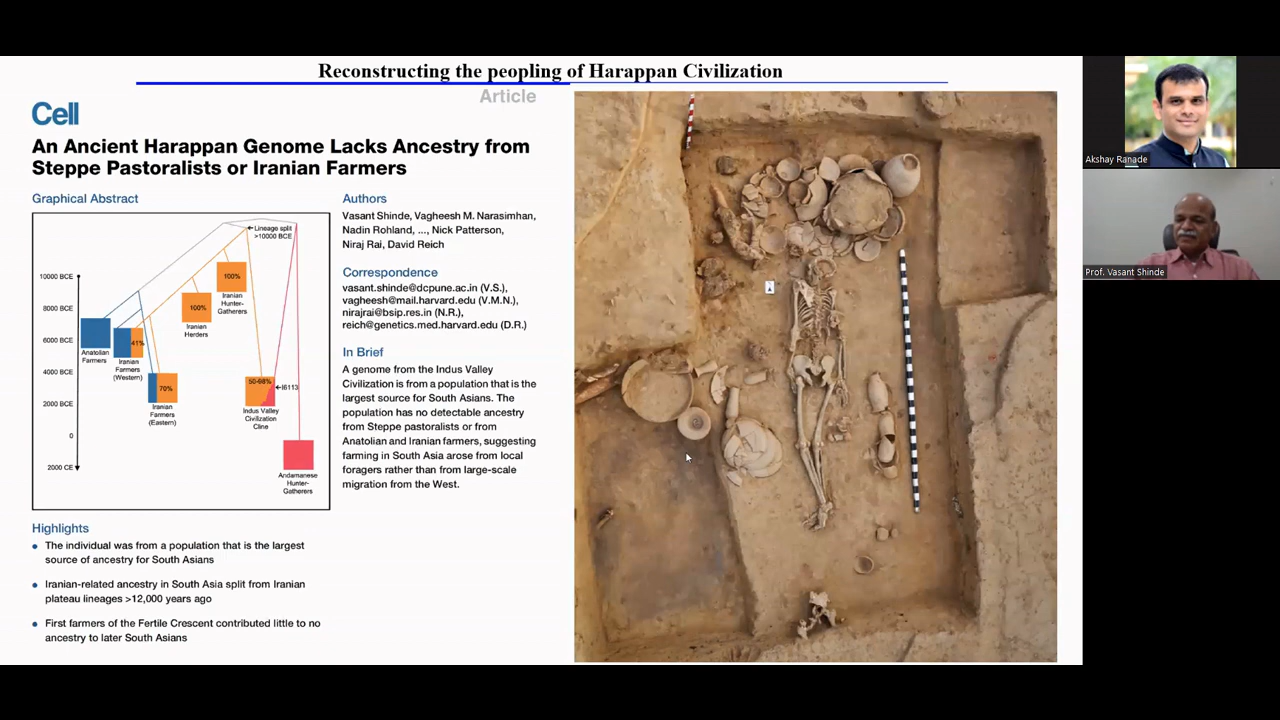 Reconstructing the peopling of Harappan Civilization
Article
Cell
An Ancient Harappan Genome Lacks Ancestry from
Steppe Pastoralists or Iranian Farmers
Graphical Abstract
Lineage split
>10000 BCE
10000 BCE
8000 BCE
6000 BCE
4000 BCE
2000 BCE
0
2000 CE
100%
Iranian
Hunter-
Gatherers
100%
Iranian
Herders
Anatolian
Farmers
41%
Iranian
Farmers
(Western)
70%
Iranian
Farmers
(Eastern)
50-68%
I6113
Indus Valley
Civilization
Cline
Andamanese
Hunter-
Gatherers
Authors
Vasant Shinde, Vagheesh M. Narasimhan,
Nadin Rohland, ..., Nick Patterson,
Niraj Rai, David Reich
Correspondence
vasant.shinde@dcpune.ac.in (V.S.),
vagheesh@mail.harvard.edu (V.M.N.),
nirajrai@bsip.res.in (N.R.),
reich@genetics.med.harvard.edu (D.R.)
In Brief
A genome from the Indus Valley
Civilization is from a population that is the
largest source for South Asians. The
population has no detectable ancestry
from Steppe pastoralists or from
Anatolian and Iranian farmers, suggesting
farming in South Asia arose from local
foragers rather than from large-scale
migration from the West.
Highlights
The individual was from a population that is the largest
source of ancestry for South Asians
Iranian-related ancestry in South Asia split from Iranian
plateau lineages >12,000 years ago
First farmers of the Fertile Crescent contributed little to no
ancestry to later South Asians
Akshay Ranade
Prof. Vasant Shinde